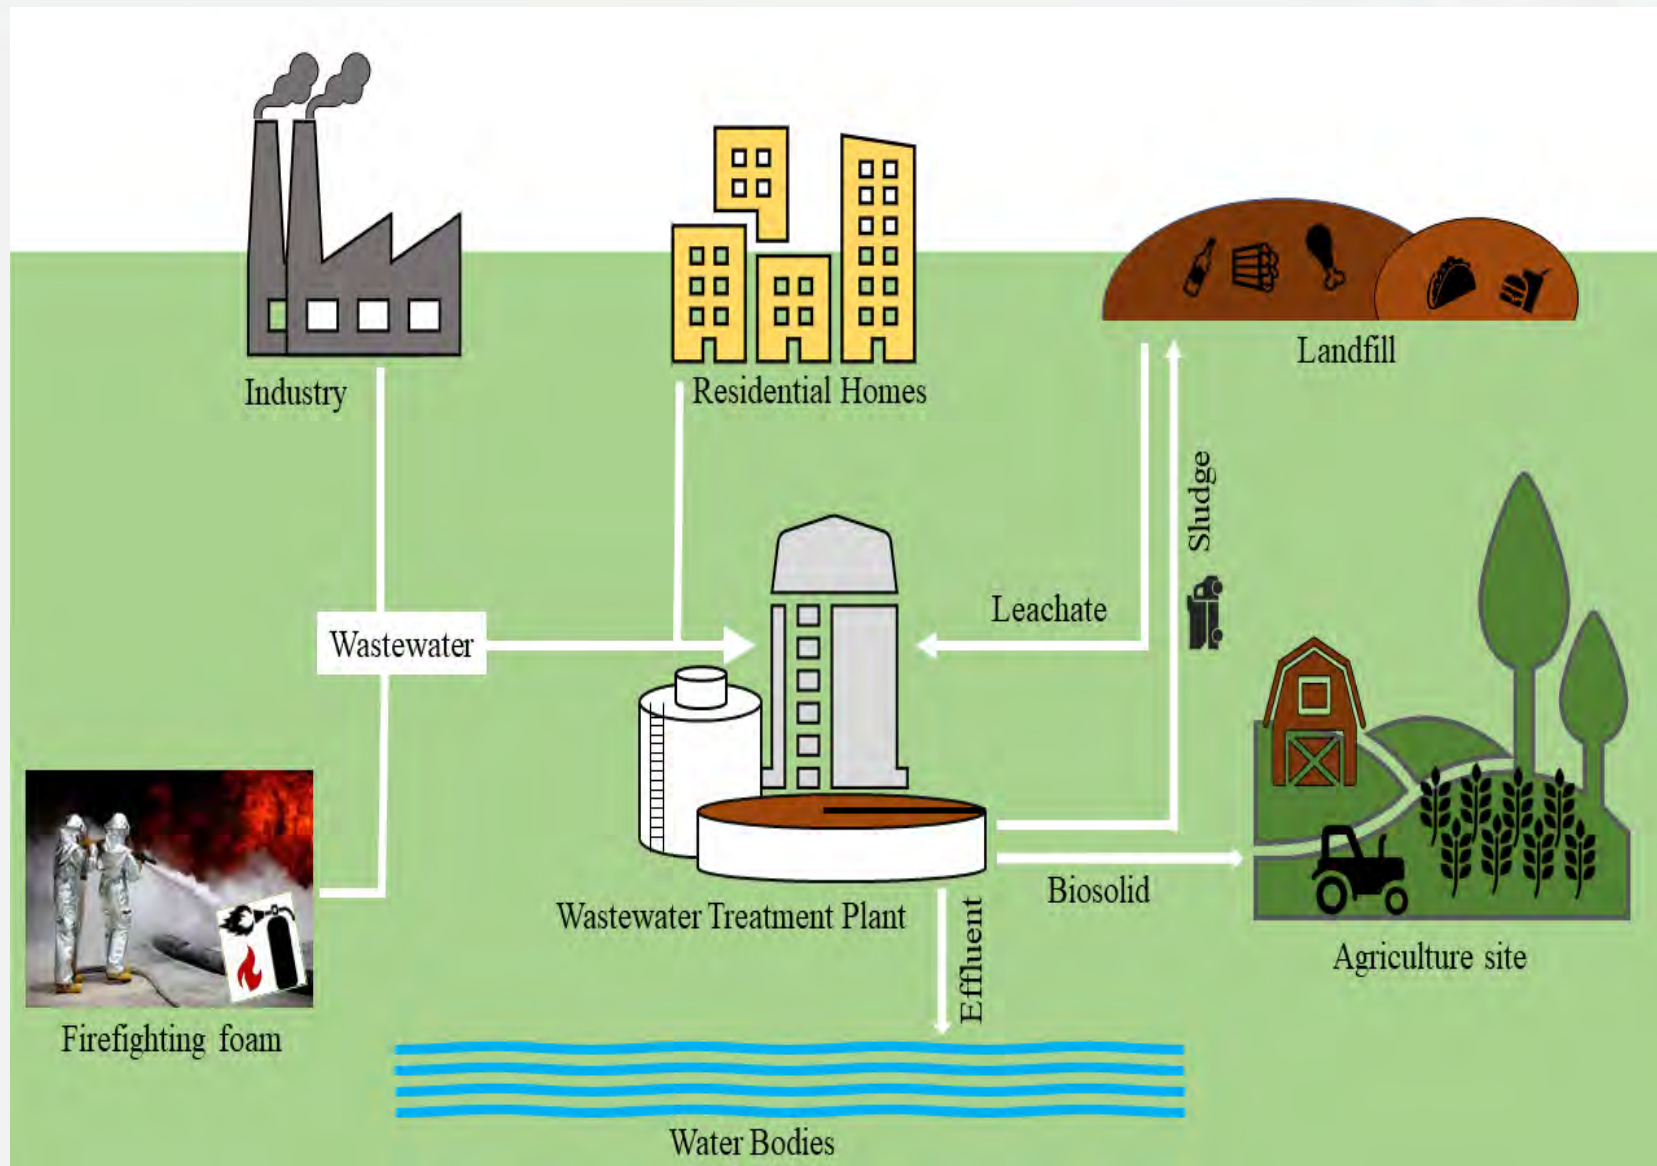 Industry
Residential Homes
Landfill
Sludge
Leachate
Wastewater
Wastewater Treatment Plant
Biosolid
Effluent
Agriculture site
Firefighting foam
Water Bodies